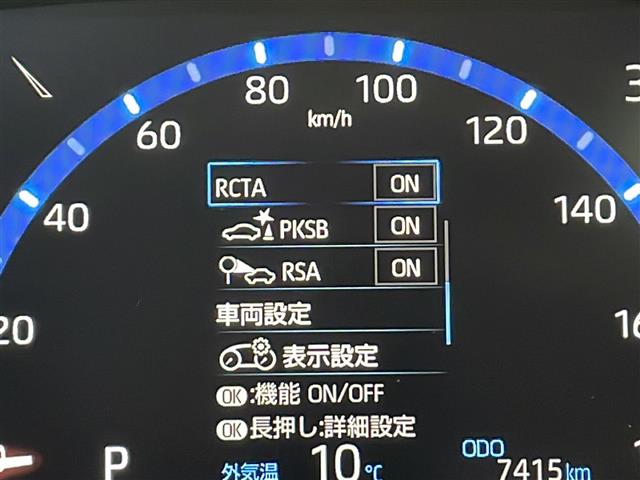 80
100
60
km/h
120
RCTA ON
40
PKSB ON
140
RSA ON
車両設定
20
表示設定
OK:機能 ON/OFF
OK長押し:詳細設定
P
外気温 10℃
ODO
7415km